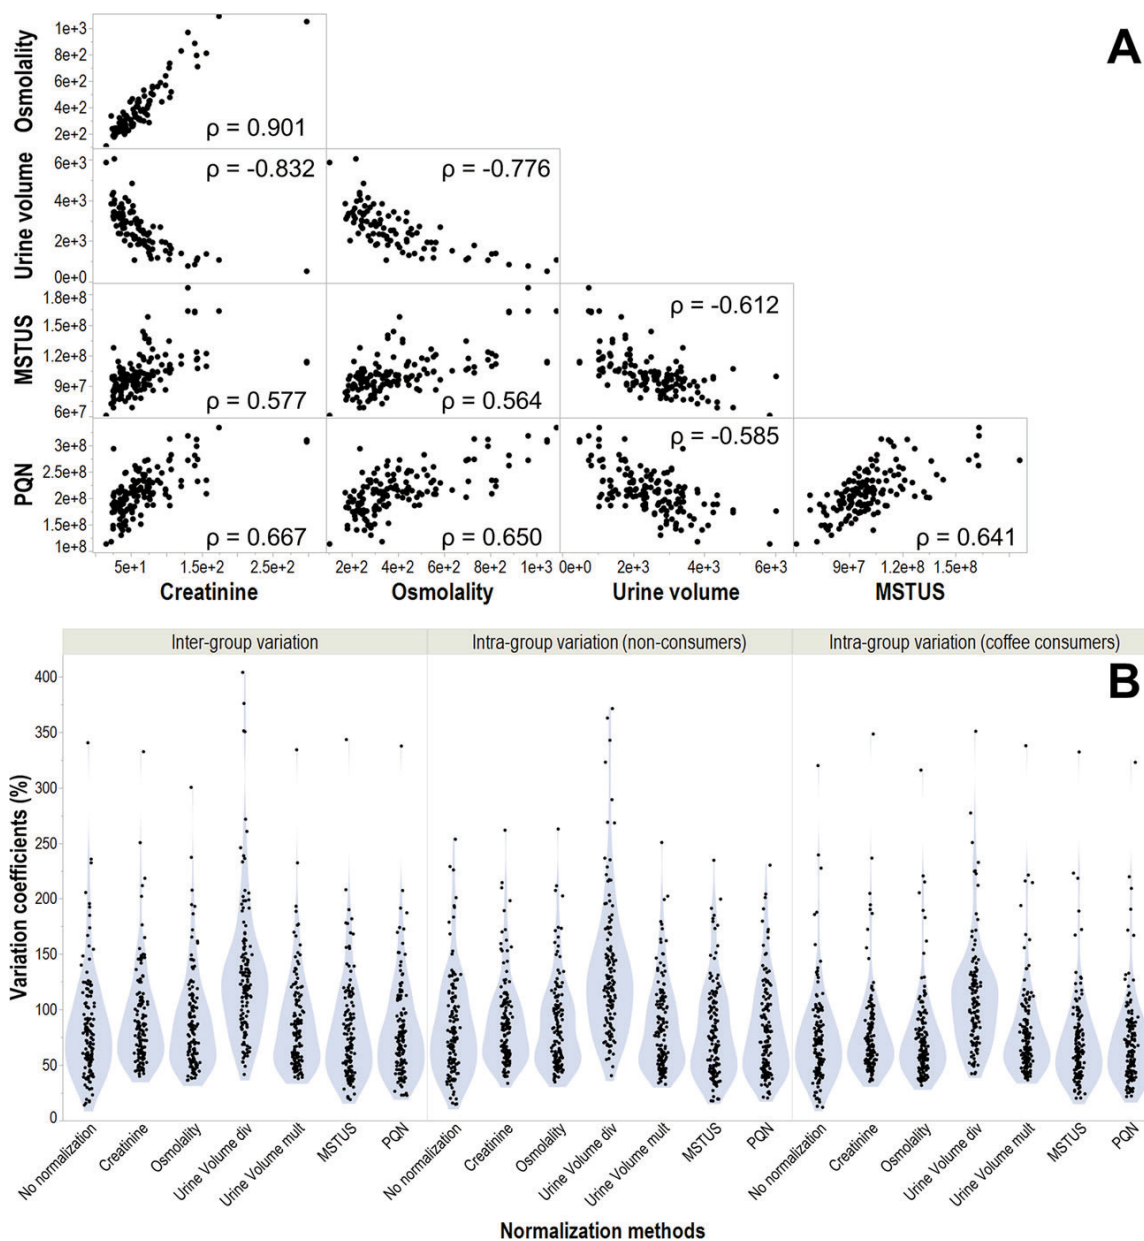 A
Osmolality
1e+3
8e+2
6e+2
4e+2
2e+2
ρ = 0.901
Urine volume
6e+3
4e+3
2e+3
0e+0
ρ = -0.832
ρ = -0.776
MSTUS
1.8e+8
1.5e+8
1.2e+8
9e+7
6e+7
ρ = 0.577
ρ = 0.564
ρ = -0.612
PQN
3e+8
2.5e+8
2e+8
1.5e+8
1e+8
ρ = 0.667
ρ = 0.650
ρ = -0.585
ρ = 0.641
5e+1 1.5e+2 2.5e+2
2e+2 4e+2 6e+2 8e+2 1e+3
0e+0 2e+3 4e+3 6e+3
9e+7 1.2e+8 1.5e+8
Creatinine Osmolality Urine volume MSTUS
B
Inter-group variation Intra-group variation (non-consumers) Intra-group variation (coffee consumers)
Variation coefficients (%)
400
350
300
250
200
150
100
50
0
No normalization Creatinine Osmolality Urine Volume div Urine Volume mult MSTUS PQN
No normalization Creatinine Osmolality Urine Volume div Urine Volume mult MSTUS PQN
No normalization Creatinine Osmolality Urine Volume div Urine Volume mult MSTUS PQN
Normalization methods